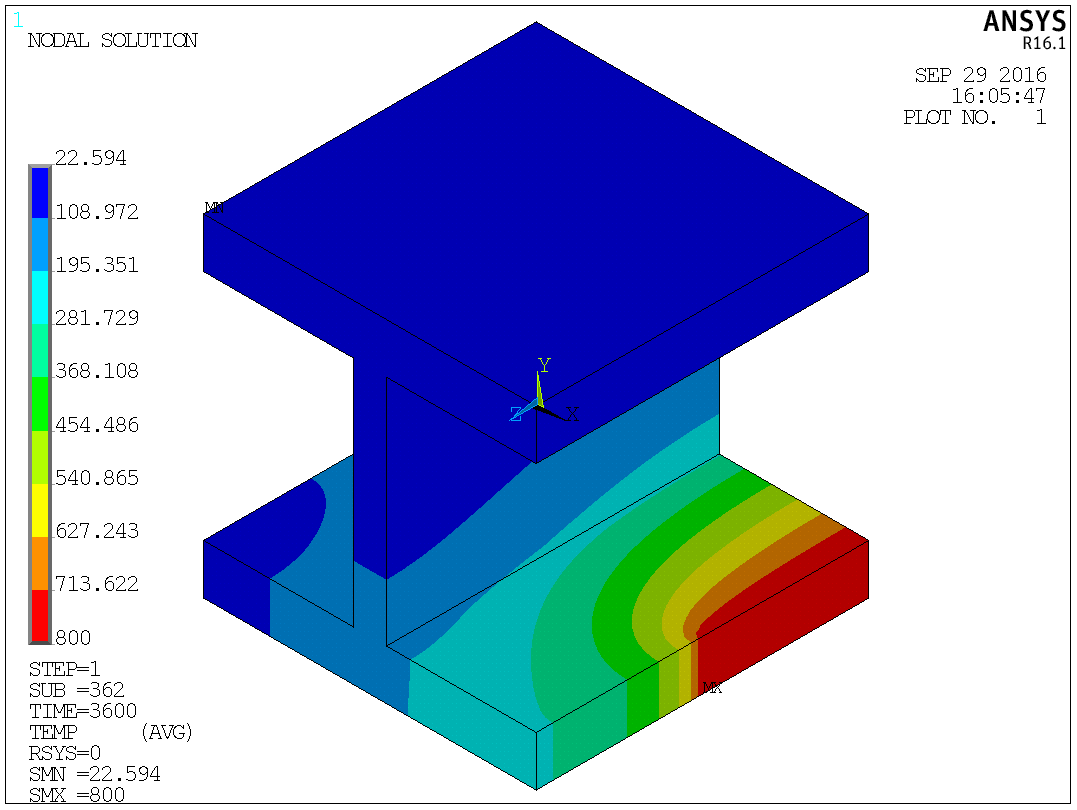 1
NODAL SOLUTION
ANSYS
R16.1
SEP 29 2016
16:05:47
PLOT NO. 1
22.594
108.972
195.351
281.729
368.108
454.486
540.865
627.243
713.622
800
MN
Y
Z
X
MX
STEP=1
SUB =362
TIME=3600
TEMP (AVG)
RSYS=0
SMN =22.594
SMX =800